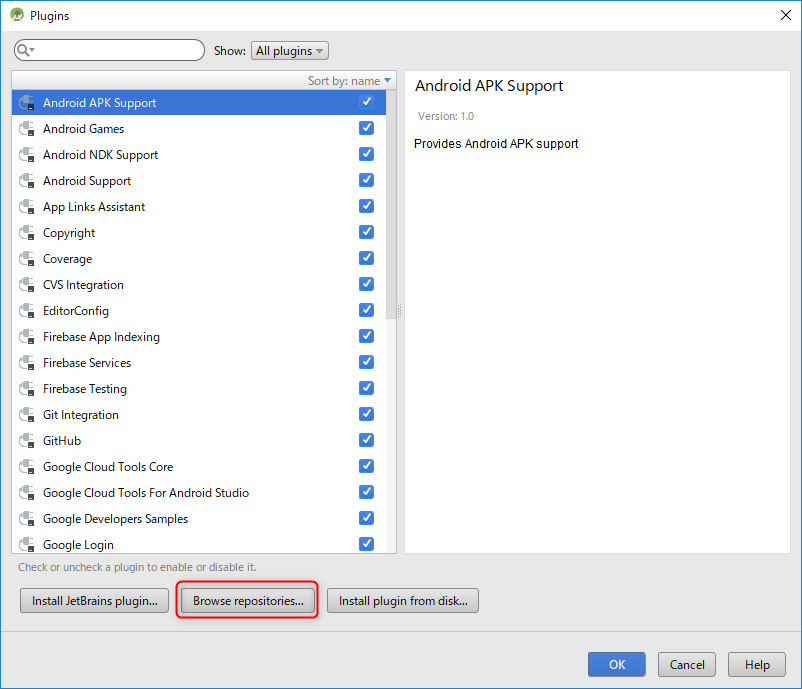 Plugins
Show: All plugins
Sort by: name
Android APK Support
Android Games
Android NDK Support
Android Support
App Links Assistant
Copyright
Coverage
CVS Integration
EditorConfig
Firebase App Indexing
Firebase Services
Firebase Testing
Git Integration
GitHub
Google Cloud Tools Core
Google Cloud Tools For Android Studio
Google Developers Samples
Google Login
Android APK Support
Version: 1.0
Provides Android APK support
Check or uncheck a plugin to enable or disable it.
Install JetBrains plugin... Browse repositories... Install plugin from disk...
OK Cancel Help